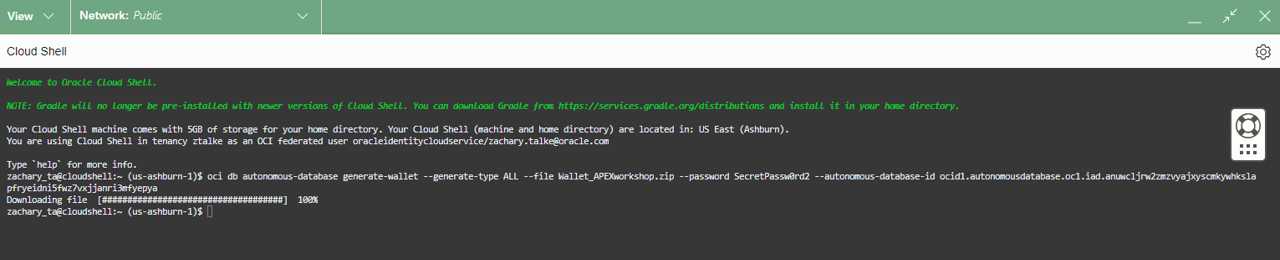 View
Network: Public
Cloud Shell
Welcome to Oracle Cloud Shell.
NOTE: Gradle will no longer be pre-installed with newer versions of Cloud Shell. You can download Gradle from https://services.gradle.org/distributions and install it in your home directory.
Your Cloud Shell machine comes with 5GB of storage for your home directory. Your Cloud Shell (machine and home directory) are located in: US East (Ashburn).
You are using Cloud Shell in tenancy ztalke as an OCI federated user oracleidentitycloudservice/zachary.talke@oracle.com
Type `help` for more info.
zachary_ta@cloudshell:~ (us-ashburn-1)$ oci db autonomous-database generate-wallet --generate-type ALL --file Wallet_APEXworkshop.zip --password SecretPassw0rd2 --autonomous-database-id ocid1.autonomousdatabase.oc1.iad.anuwcljrw2zmzvyajxyscmkywhksla
pfryeidni5fwz7vxjjanri3mfyepya
Downloading file [####################################] 100%
zachary_ta@cloudshell:~ (us-ashburn-1)$